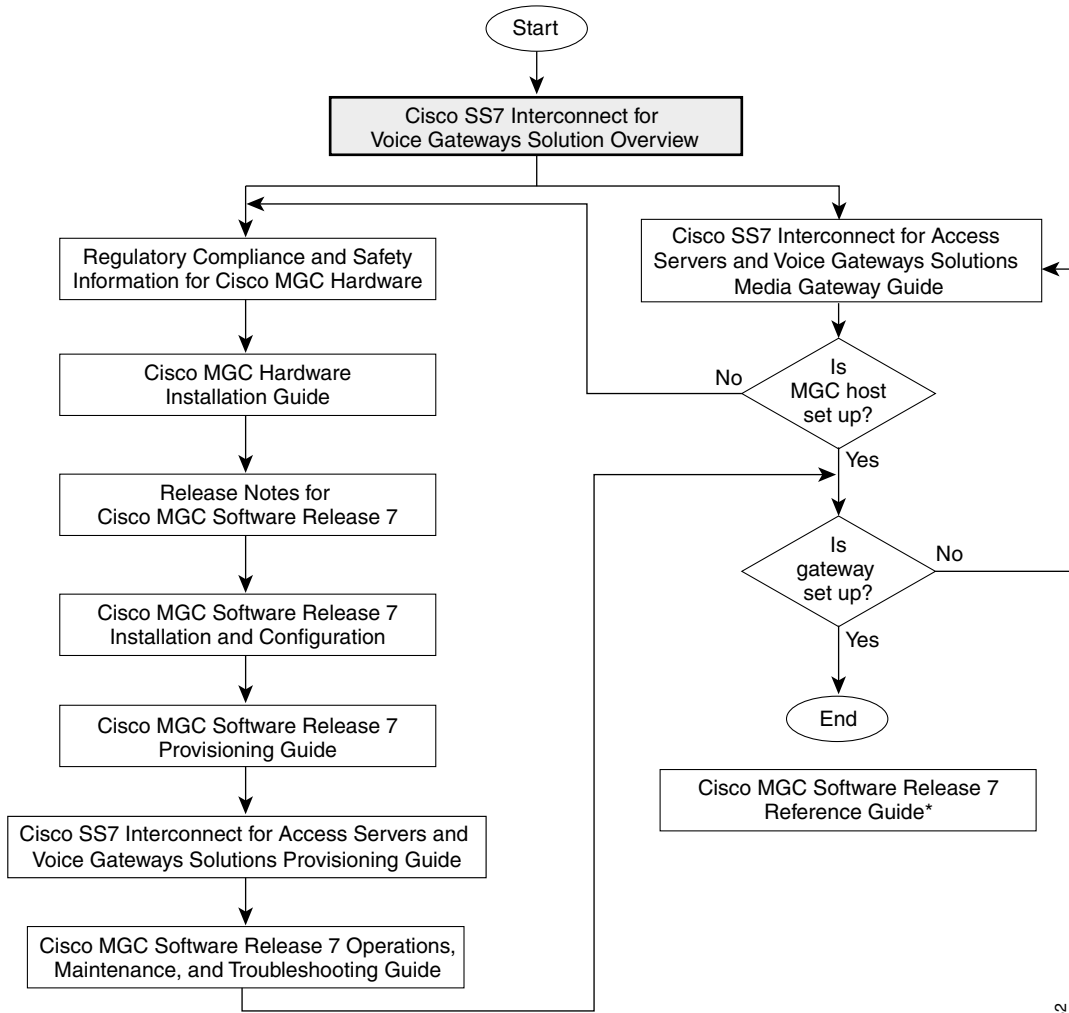 Start
Cisco SS7 Interconnect for
Voice Gateways Solution Overview
Regulatory Compliance and Safety
Information for Cisco MGC Hardware
Cisco MGC Hardware
Installation Guide
Release Notes for
Cisco MGC Software Release 7
Cisco MGC Software Release 7
Installation and Configuration
Cisco MGC Software Release 7
Provisioning Guide
Cisco SS7 Interconnect for Access Servers and
Voice Gateways Solutions Provisioning Guide
Cisco MGC Software Release 7 Operations,
Maintenance, and Troubleshooting Guide
Cisco SS7 Interconnect for Access
Servers and Voice Gateways Solutions
Media Gateway Guide
Is
MGC host
set up?
No
Yes
Is
gateway
set up?
No
Yes
End
Cisco MGC Software Release 7
Reference Guide*
2